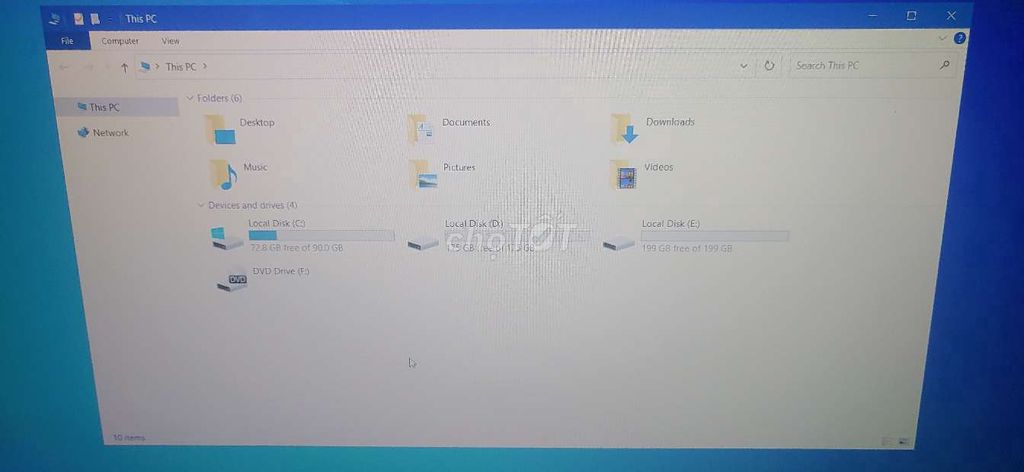 This PC
File Computer View
This PC
Search This PC
This PC
Network
Folders (6)
Desktop Documents Downloads
Music Pictures Videos
Devices and drives (4)
Local Disk (C:) Local Disk (D:) Local Disk (E:)
72.8 GB free of 90.0 GB 175 GB free of 175 GB 199 GB free of 199 GB
choTỐT
DVD Drive (F:)
DVD
10 items